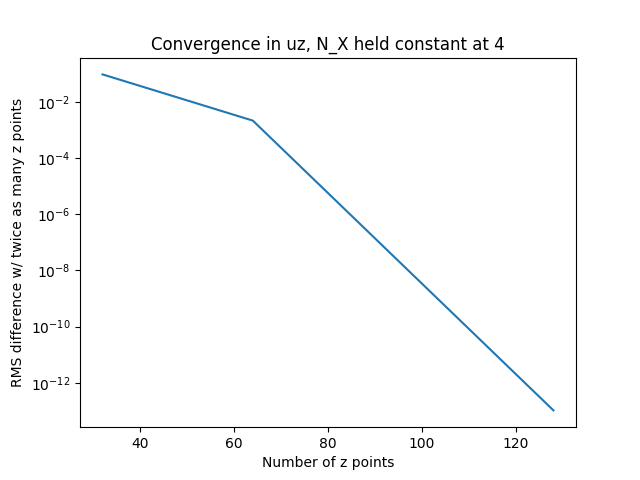 Convergence in uz, N_X held constant at 4
RMS difference w/ twice as many z points
10⁻²
10⁻⁴
10⁻⁶
10⁻⁸
10⁻¹⁰
10⁻¹²
40 60 80 100 120
Number of z points